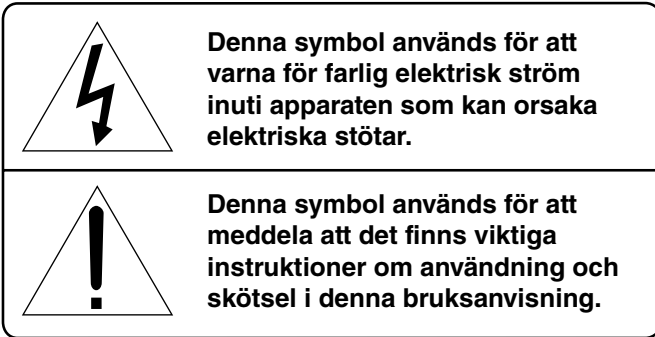 Denna symbol används för att
varna för farlig elektrisk ström
inuti apparaten som kan orsaka
elektriska stötar.
Denna symbol används för att
meddela att det finns viktiga
instruktioner om användning och
skötsel i denna bruksanvisning.